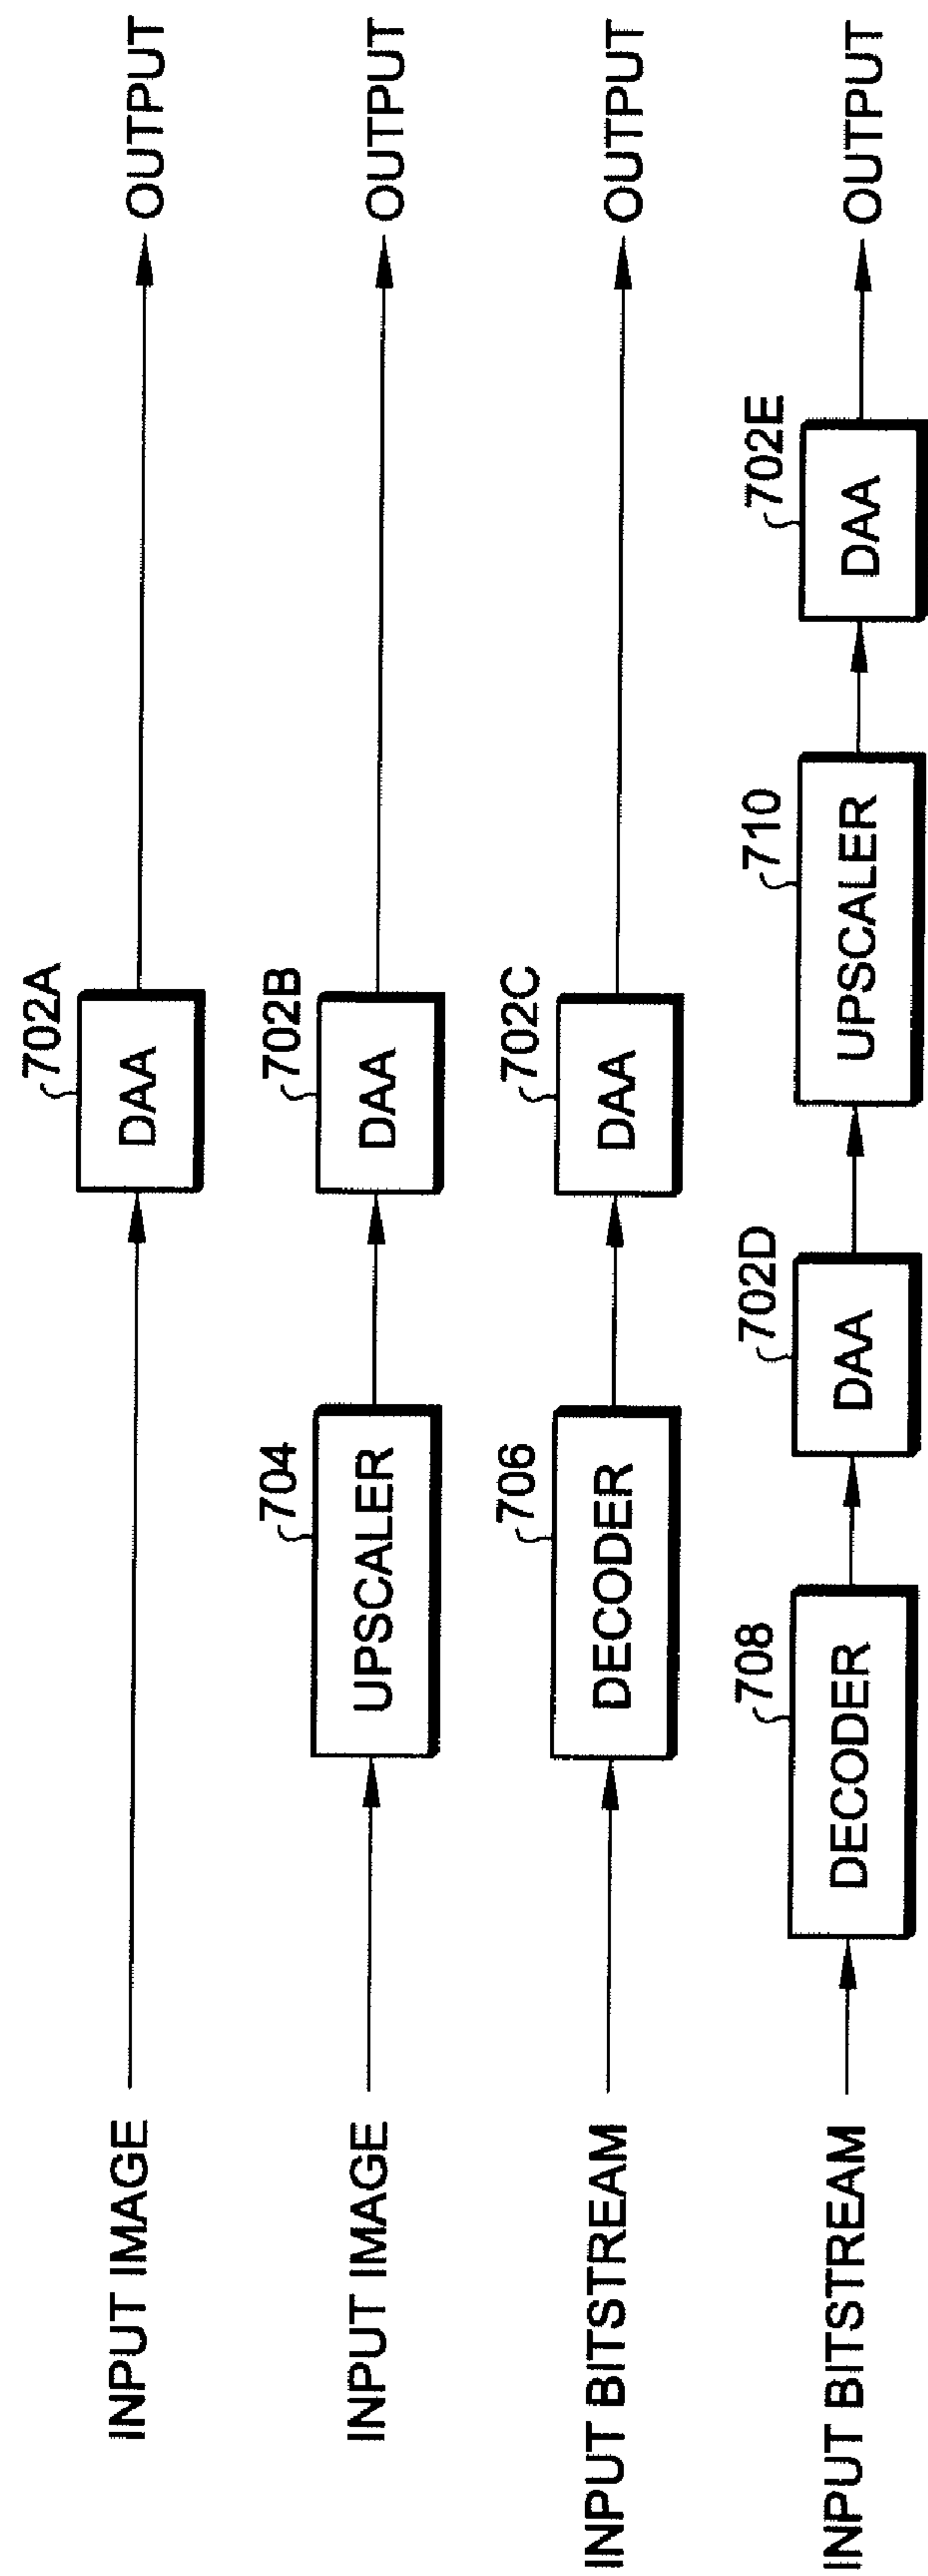 INPUT IMAGE
702A
DAA
OUTPUT
INPUT IMAGE
704
UPSCALER
702B
DAA
OUTPUT
INPUT BITSTREAM
706
DECODER
702C
DAA
OUTPUT
INPUT BITSTREAM
708
DECODER
702D
DAA
710
UPSCALER
702E
DAA
OUTPUT